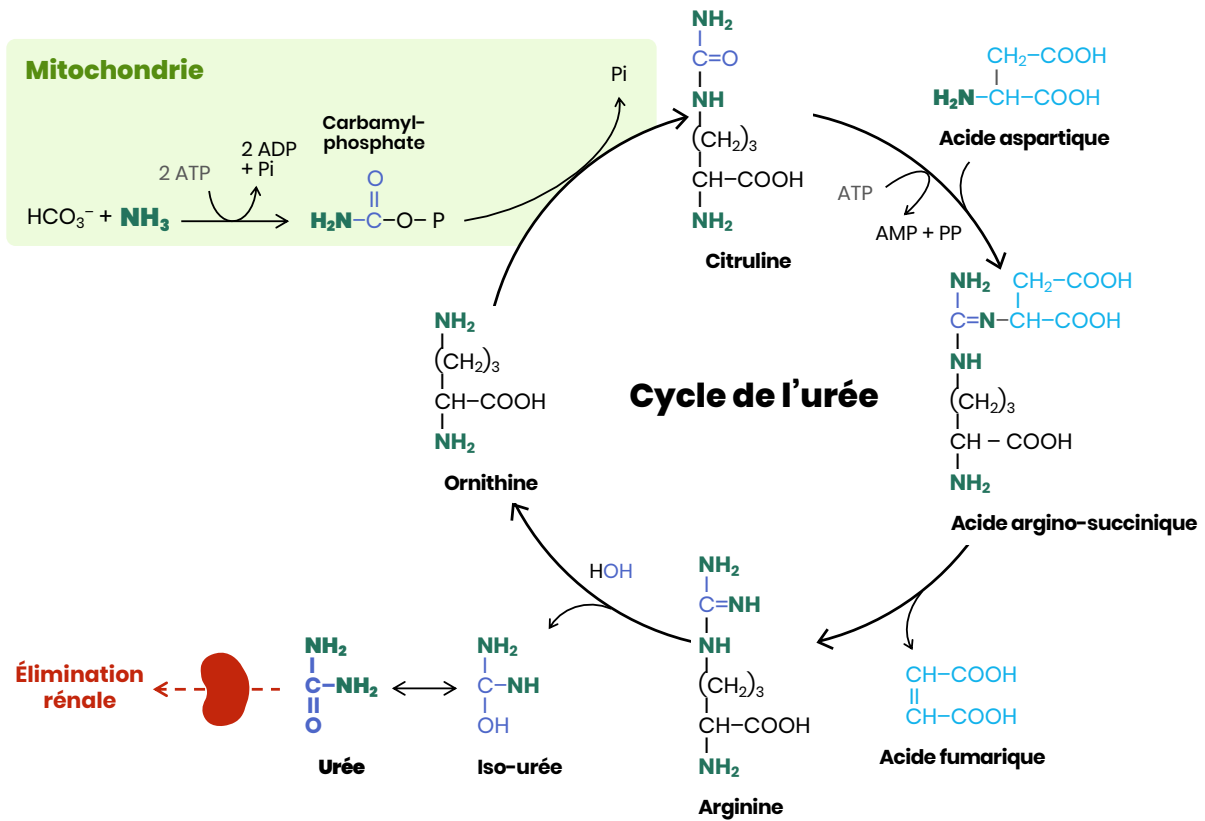 Mitochondrie
HCO₃⁻ + NH₃
2 ATP
2 ADP
+ Pi
Carbamyl-
phosphate
O
H₂N–C–O–P
Pi
NH₂
C=O
NH
(CH₂)₃
CH–COOH
NH₂
Citruline
CH₂–COOH
H₂N–CH–COOH
Acide aspartique
ATP
AMP + PP
NH₂ CH₂–COOH
C=N–CH–COOH
NH
(CH₂)₃
CH – COOH
NH₂
Acide argino-succinique
Cycle de l’urée
NH₂
(CH₂)₃
CH–COOH
NH₂
Ornithine
HOH
NH₂
C=NH
NH
(CH₂)₃
CH–COOH
NH₂
Arginine
CH–COOH
CH–COOH
Acide fumarique
NH₂
C–NH
OH
Iso-urée
NH₂
C–NH₂
O
Urée
Élimination
rénale